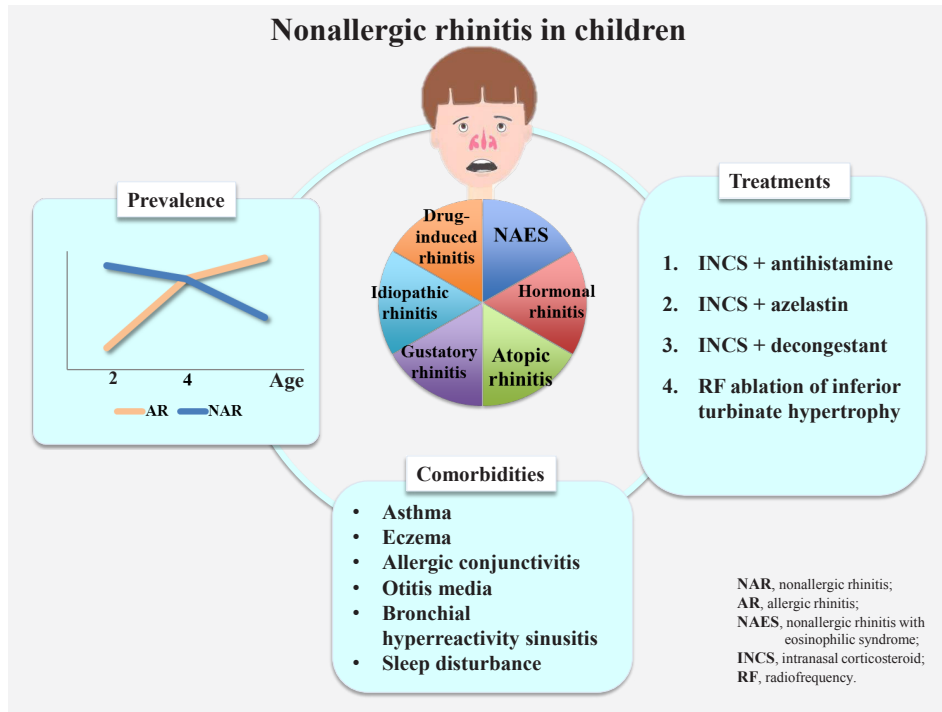 Nonallergic rhinitis in children
Prevalence
2
4
Age
AR
NAR
Drug-
induced
rhinitis
NAES
Idiopathic
rhinitis
Hormonal
rhinitis
Gustatory
rhinitis
Atopic
rhinitis
Treatments
1. INCS + antihistamine
2. INCS + azelastin
3. INCS + decongestant
4. RF ablation of inferior
turbinate hypertrophy
Comorbidities
• Asthma
• Eczema
• Allergic conjunctivitis
• Otitis media
• Bronchial
hyperreactivity sinusitis
• Sleep disturbance
NAR, nonallergic rhinitis;
AR, allergic rhinitis;
NAES, nonallergic rhinitis with
eosinophilic syndrome;
INCS, intranasal corticosteroid;
RF, radiofrequency.